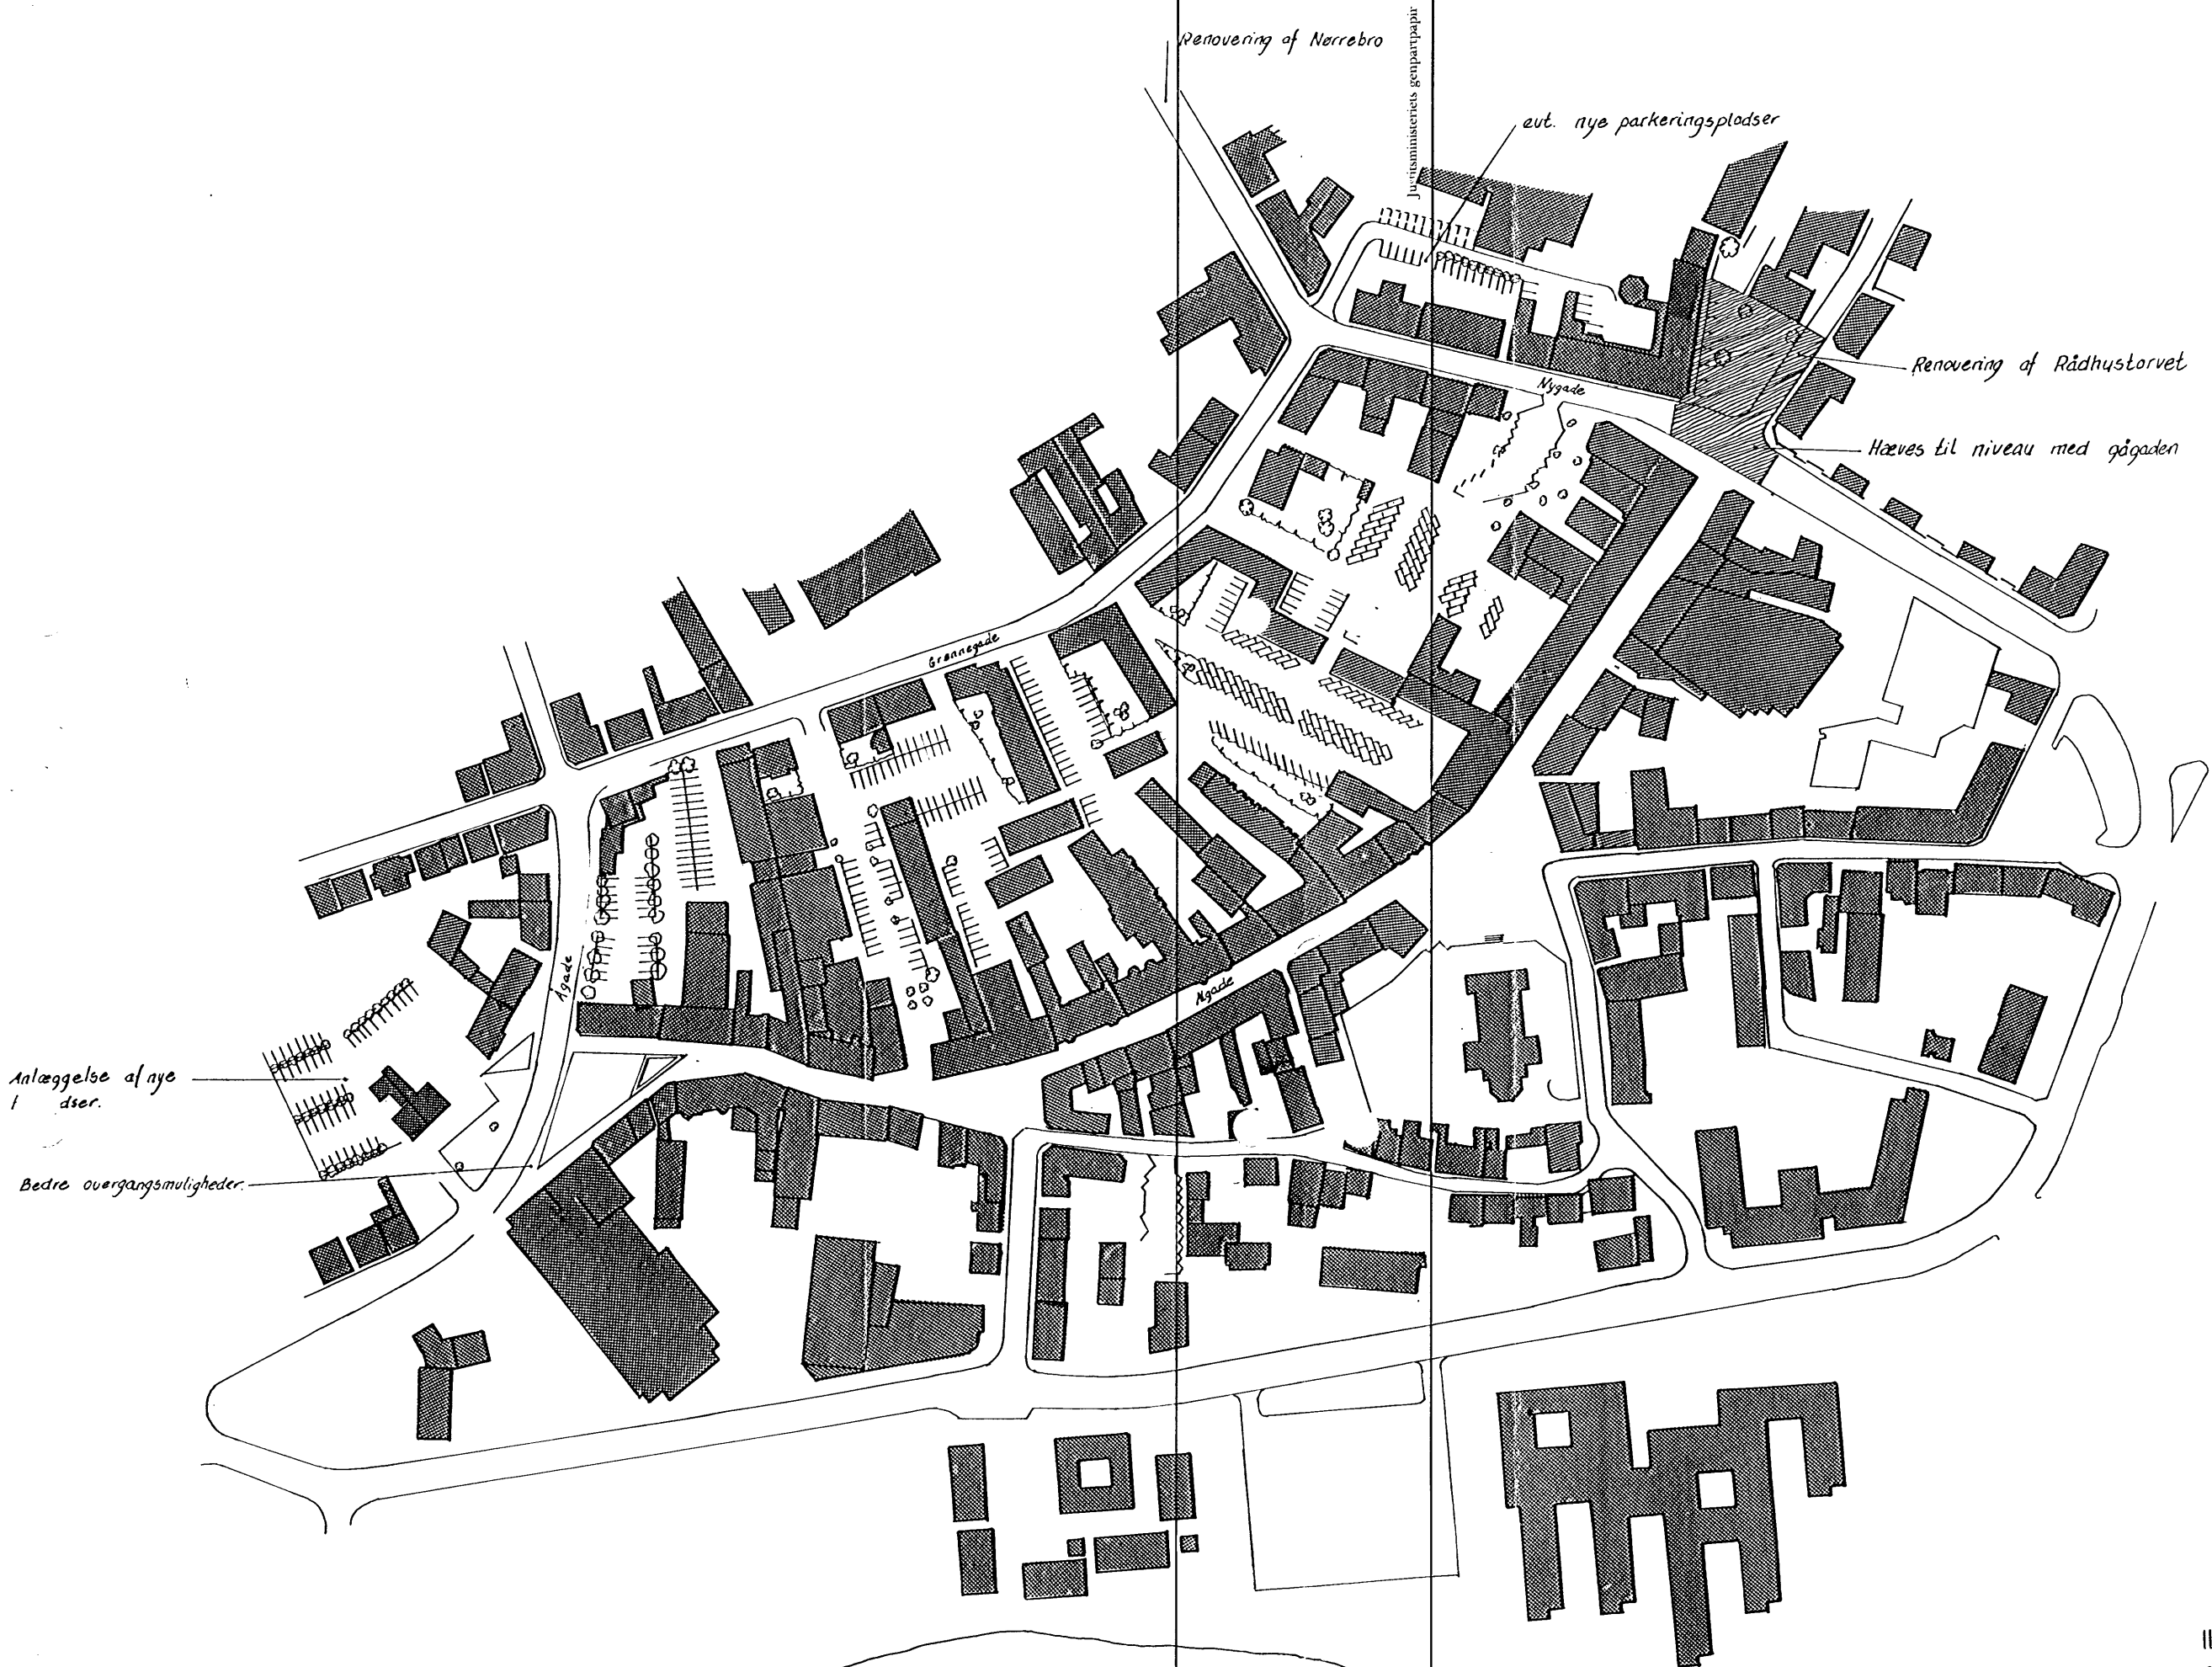 Renovering af Nørrebro
Justitsministeriets genpartpapir
evt. nye parkeringspladser
Nygade
Renovering af Rådhustorvet
Hæves til niveau med gågaden
Grønnegade
Ågade
Algade
Anlæggelse af nye
dser.
Bedre overgangsmuligheder.